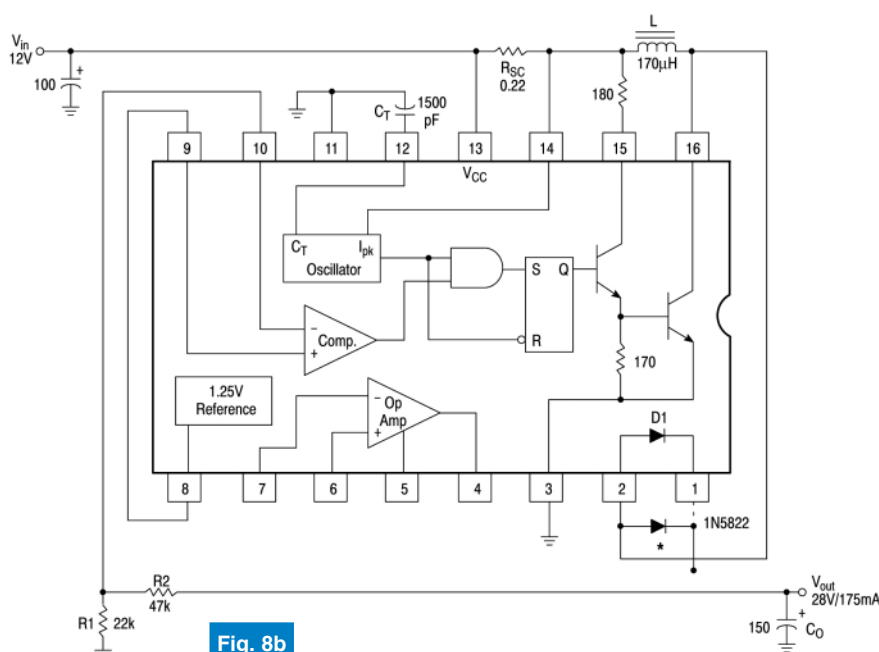 L
Vin
12V
RSC
0.22
170µH
100
+
CT
1500
pF
180
9
10
11
12
13
14
15
16
VCC
CT
Ipk
Oscillator
S
Q
R
−
Comp.
+
170
1.25V
Reference
−
Op
Amp
+
D1
8
7
6
5
4
3
2
1
1N5822
*
R2
47k
Vout
28V/175mA
R1
22k
+
150
CO
Fig. 8b